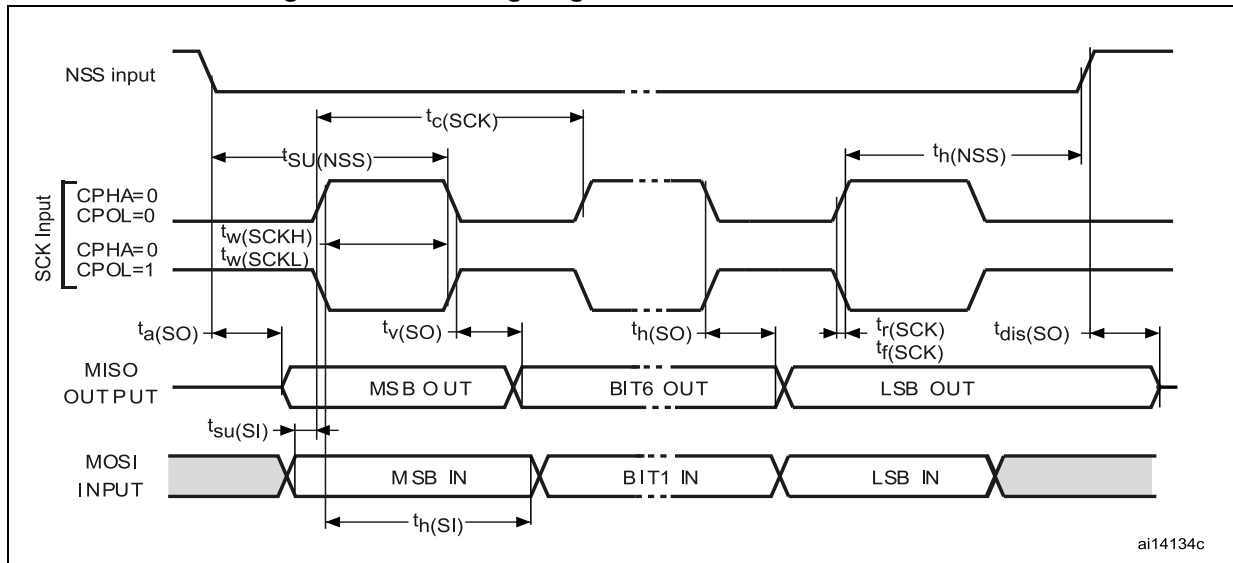 NSS input
tc(SCK)
tSU(NSS)
th(NSS)
SCK Input
CPHA=0
CPOL=0
tw(SCKH)
CPHA=0
tw(SCKL)
CPOL=1
ta(SO)
tv(SO)
th(SO)
tr(SCK)
tf(SCK)
tdis(SO)
MISO
OUTPUT
MSB OUT
BIT6 OUT
LSB OUT
tsu(SI)
MOSI
INPUT
MSB IN
BIT1 IN
LSB IN
th(SI)
ai14134c